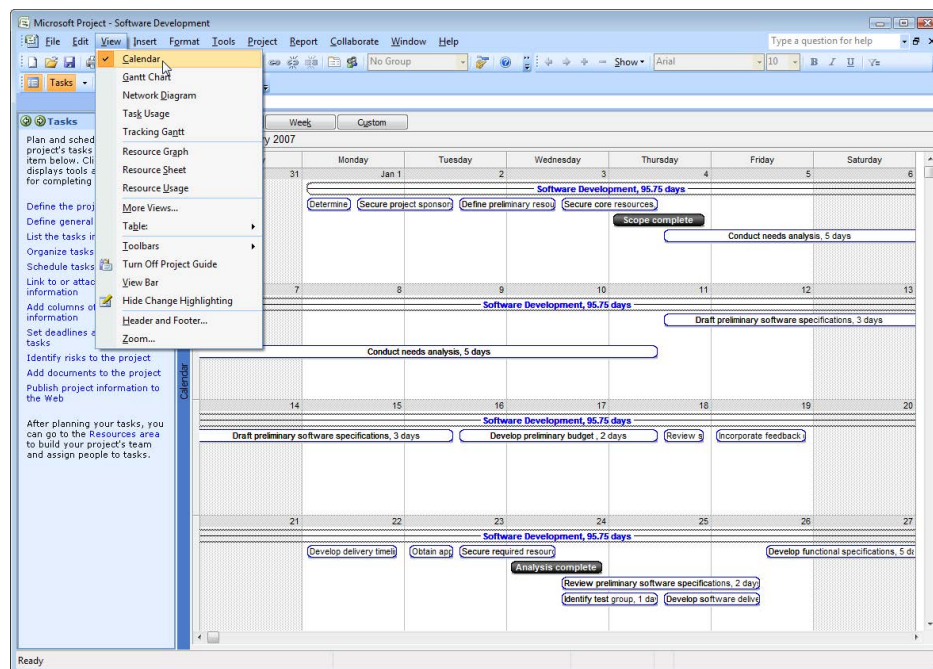 Microsoft Project - Software Development
File Edit View Insert Format Tools Project Report Collaborate Window Help
Type a question for help
No Group
Show
Arial
10
B I U
Tasks
Calendar
Gantt Chart
Network Diagram
Task Usage
Tracking Gantt
Resource Graph
Resource Sheet
Resource Usage
More Views...
Table:
Toolbars
Turn Off Project Guide
View Bar
Hide Change Highlighting
Header and Footer...
Zoom...
Tasks
Plan and sched
project's tasks
item below. Cli
displays tools a
for completing
Define the proj
Define general
List the tasks in
Organize tasks
Schedule tasks
Link to or attac
information
Add columns of
information
Set deadlines a
tasks
Identify risks to the project
Add documents to the project
Publish project information to
the Web
After planning your tasks, you
can go to the Resources area
to build your project's team
and assign people to tasks.
Calendar
Week Custom
y 2007
Monday Tuesday Wednesday Thursday Friday Saturday
31 Jan 1 2 3 4 5 6
Software Development, 95.75 days
Determine Secure project sponsor Define preliminary resou Secure core resources,
Scope complete
Conduct needs analysis, 5 days
7 8 9 10 11 12 13
Software Development, 95.75 days
Draft preliminary software specifications, 3 days
Conduct needs analysis, 5 days
14 15 16 17 18 19 20
Software Development, 95.75 days
Draft preliminary software specifications, 3 days Develop preliminary budget , 2 days Review s Incorporate feedback
21 22 23 24 25 26 27
Software Development, 95.75 days
Develop delivery timeli Obtain app Secure required resour Develop functional specifications, 5 da
Analysis complete
Review preliminary software specifications, 2 day
Identify test group, 1 da Develop software delive
Ready